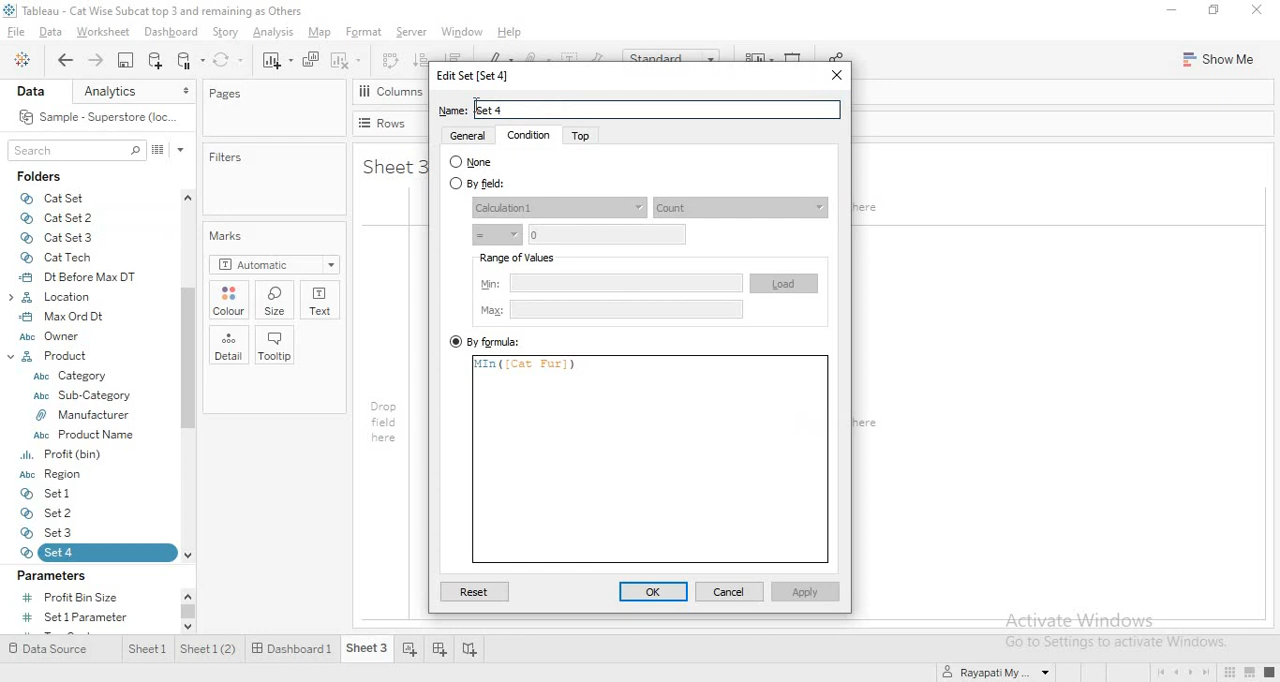 Tableau - Cat Wise Subcat top 3 and remaining as Others
File Data Worksheet Dashboard Story Analysis Map Format Server Window Help
Standard
Show Me
Data Analytics
Sample - Superstore (loc...
Search
Folders
Cat Set
Cat Set 2
Cat Set 3
Cat Tech
Dt Before Max DT
Location
Max Ord Dt
Abc Owner
Product
Abc Category
Abc Sub-Category
Manufacturer
Abc Product Name
Profit (bin)
Abc Region
Set 1
Set 2
Set 3
Set 4
Parameters
Profit Bin Size
Set 1 Parameter
Pages
Filters
Marks
Automatic
Colour Size Text
Detail Tooltip
Columns
Rows
Sheet 3
Drop
field
here
here
here
Edit Set [Set 4]
Name: Set 4
General Condition Top
None
By field:
Calculation1 Count
= 0
Range of Values
Min: Load
Max:
By formula:
MIn([Cat Fur])
Reset OK Cancel Apply
Activate Windows
Go to Settings to activate Windows.
Data Source Sheet 1 Sheet 1 (2) Dashboard 1 Sheet 3
Rayapati My ...